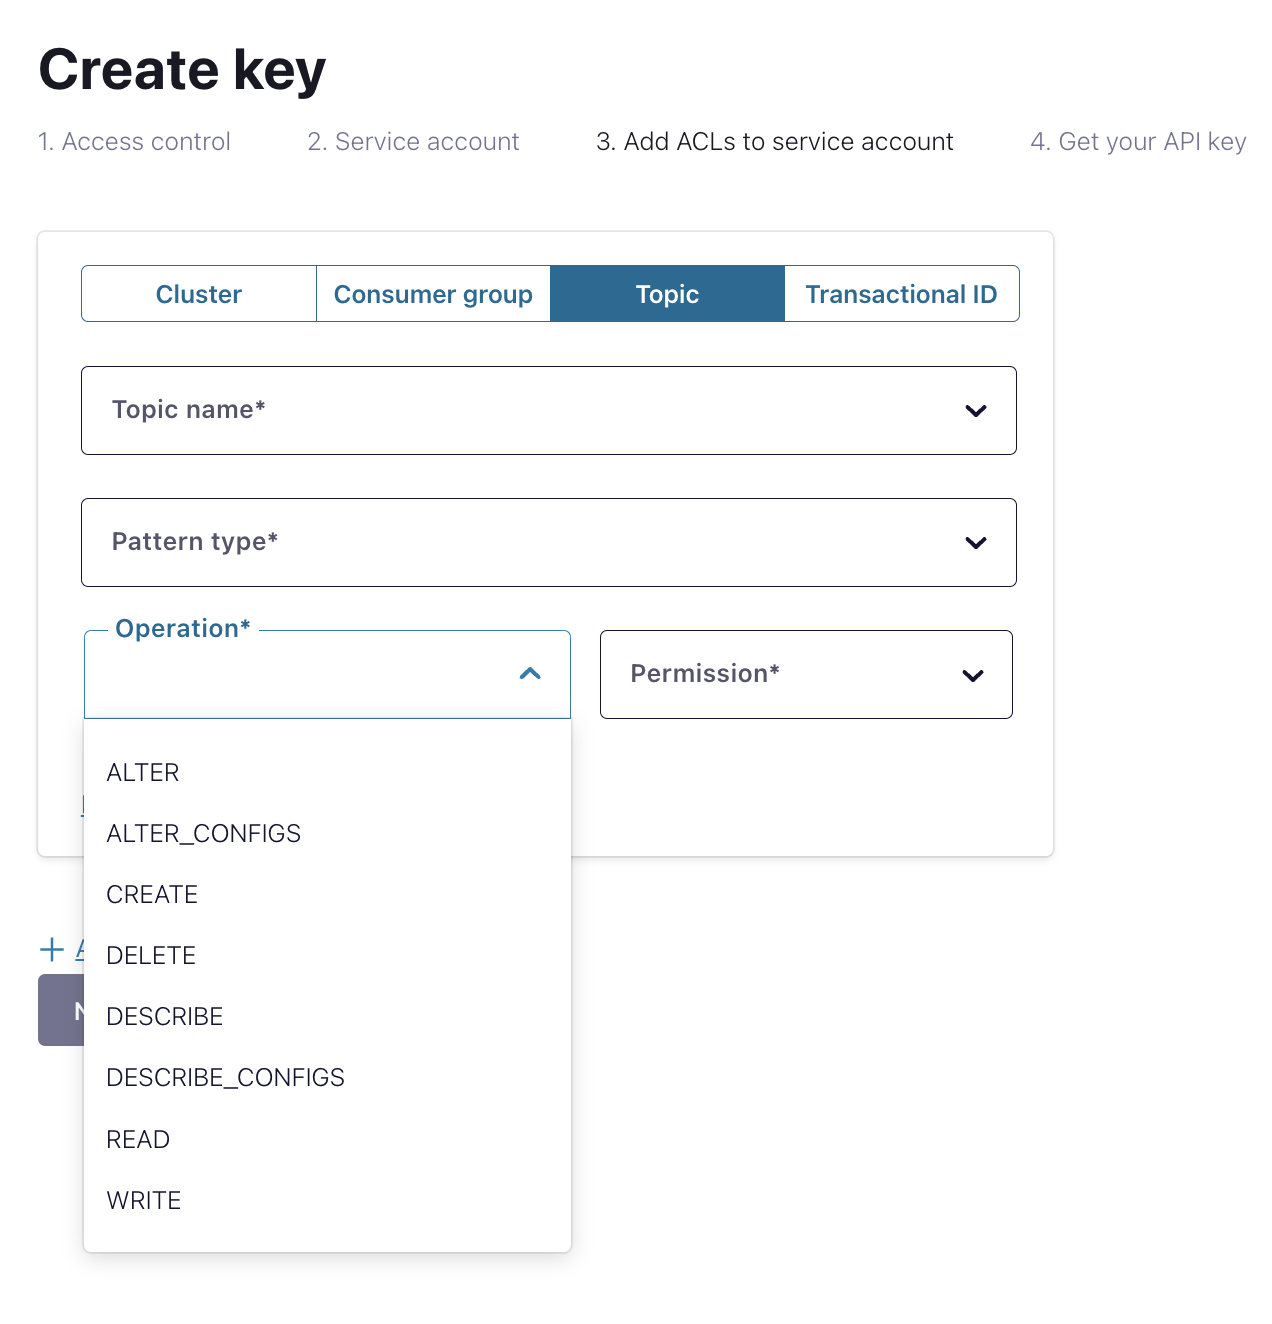 Create key
1. Access control 2. Service account 3. Add ACLs to service account 4. Get your API key
Cluster Consumer group Topic Transactional ID
Topic name*
Pattern type*
Operation*
Permission*
ALTER
ALTER_CONFIGS
CREATE
DELETE
DESCRIBE
DESCRIBE_CONFIGS
READ
WRITE